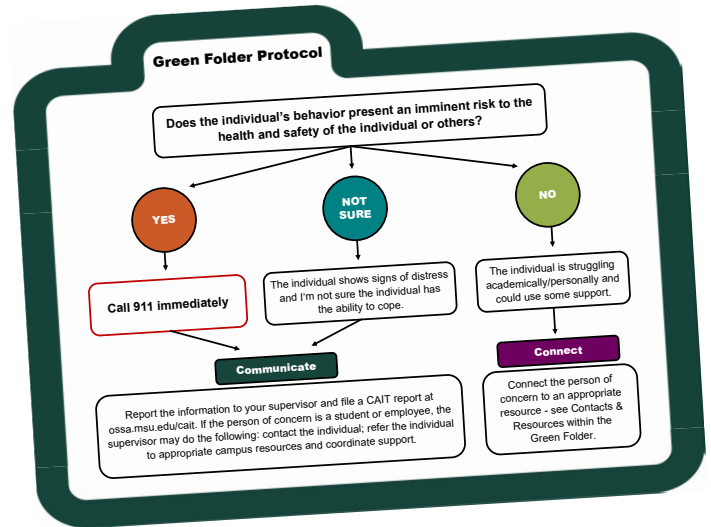 Green Folder Protocol
Does the individual's behavior present an imminent risk to the
health and safety of the individual or others?
YES
NOT
SURE
NO
Call 911 immediately
The individual shows signs of distress
and I'm not sure the individual has
the ability to cope.
The individual is struggling
academically/personally and
could use some support.
Communicate
Report the information to your supervisor and file a CAIT report at
ossa.msu.edu/cait. If the person of concern is a student or employee, the
supervisor may do the following: contact the individual; refer the individual
to appropriate campus resources and coordinate support.
Connect
Connect the person of
concern to an appropriate
resource - see Contacts &
Resources within the
Green Folder.